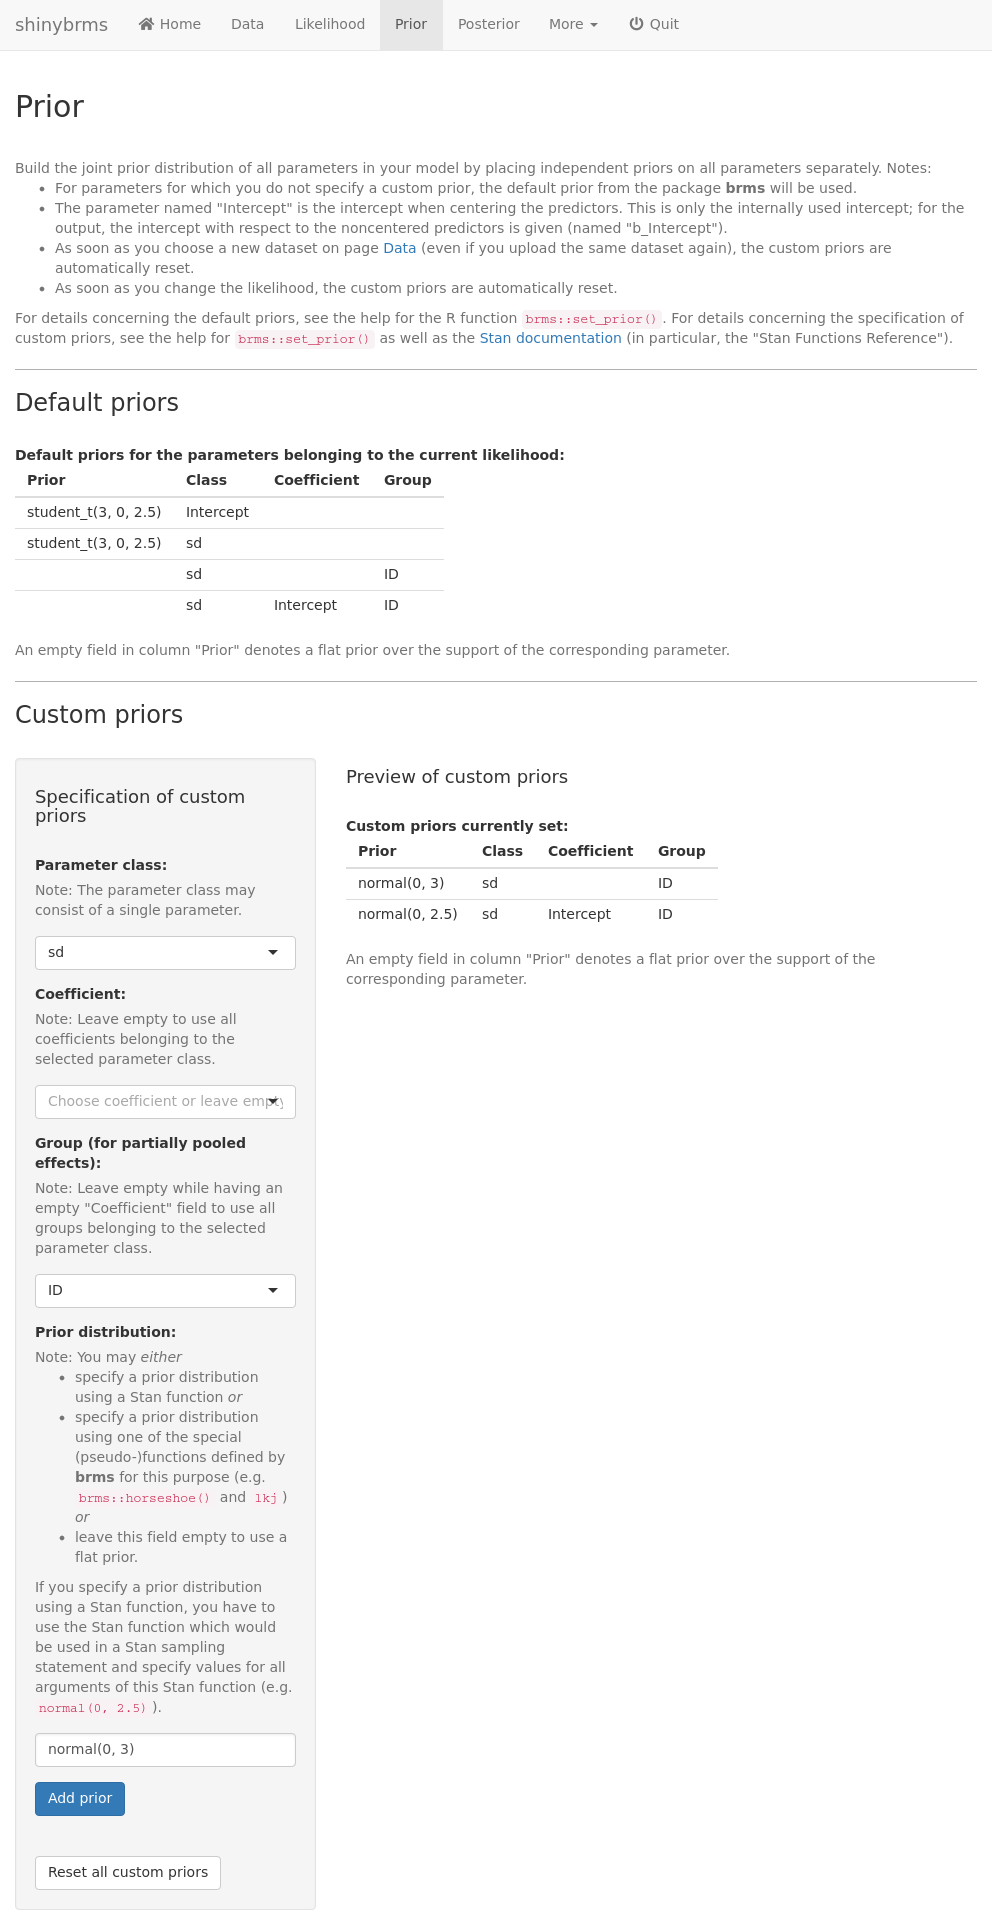 shinybrms Home Data Likelihood Prior Posterior More Quit
Prior
Build the joint prior distribution of all parameters in your model by placing independent priors on all parameters separately. Notes:
• For parameters for which you do not specify a custom prior, the default prior from the package brms will be used.
• The parameter named "Intercept" is the intercept when centering the predictors. This is only the internally used intercept; for the
output, the intercept with respect to the noncentered predictors is given (named "b_Intercept").
• As soon as you choose a new dataset on page Data (even if you upload the same dataset again), the custom priors are
automatically reset.
• As soon as you change the likelihood, the custom priors are automatically reset.
For details concerning the default priors, see the help for the R function brms::set_prior(). For details concerning the specification of
custom priors, see the help for brms::set_prior() as well as the Stan documentation (in particular, the "Stan Functions Reference").
Default priors
Default priors for the parameters belonging to the current likelihood:
Prior Class Coefficient Group
student_t(3, 0, 2.5) Intercept
student_t(3, 0, 2.5) sd
sd ID
sd Intercept ID
An empty field in column "Prior" denotes a flat prior over the support of the corresponding parameter.
Custom priors
Specification of custom
priors
Parameter class:
Note: The parameter class may
consist of a single parameter.
sd
Coefficient:
Note: Leave empty to use all
coefficients belonging to the
selected parameter class.
Choose coefficient or leave empty
Group (for partially pooled
effects):
Note: Leave empty while having an
empty "Coefficient" field to use all
groups belonging to the selected
parameter class.
ID
Prior distribution:
Note: You may either
• specify a prior distribution
using a Stan function or
• specify a prior distribution
using one of the special
(pseudo-)functions defined by
brms for this purpose (e.g.
brms::horseshoe() and lkj)
or
• leave this field empty to use a
flat prior.
If you specify a prior distribution
using a Stan function, you have to
use the Stan function which would
be used in a Stan sampling
statement and specify values for all
arguments of this Stan function (e.g.
normal(0, 2.5)).
normal(0, 3)
Add prior
Reset all custom priors
Preview of custom priors
Custom priors currently set:
Prior Class Coefficient Group
normal(0, 3) sd ID
normal(0, 2.5) sd Intercept ID
An empty field in column "Prior" denotes a flat prior over the support of the
corresponding parameter.